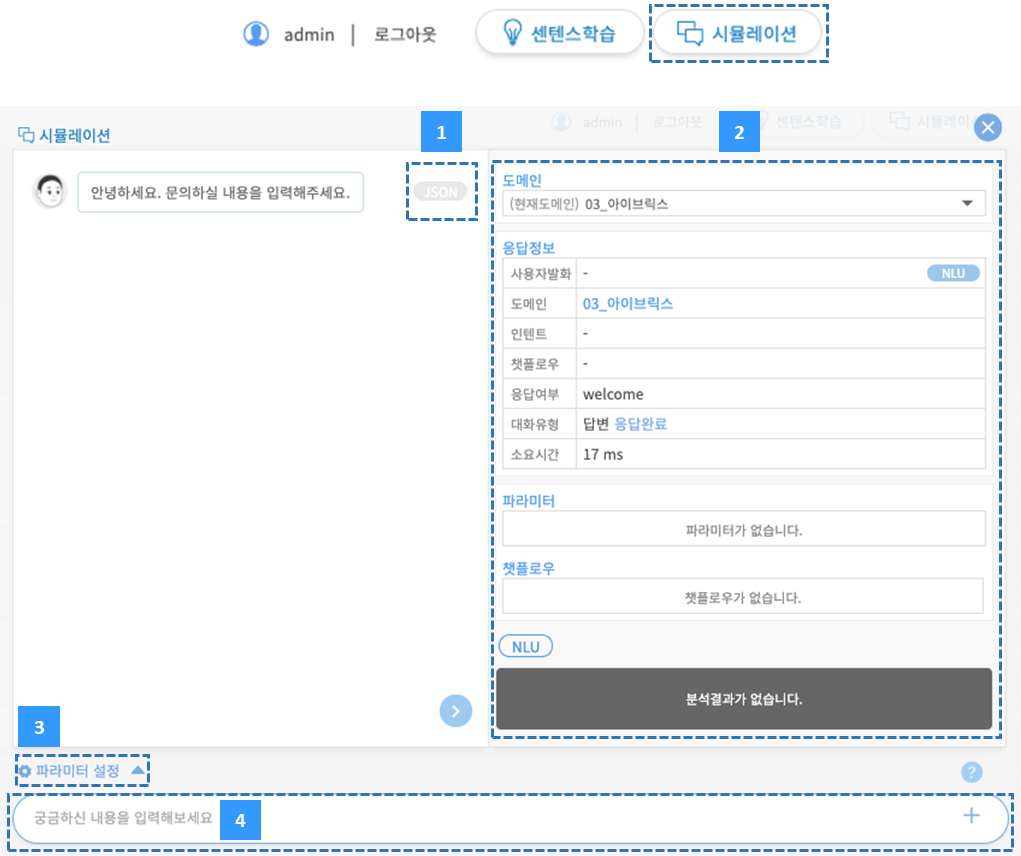 admin | 로그아웃 센텐스학습 시뮬레이션
admin | 로그아웃 센텐스학습 시뮬레이션
시뮬레이션
1
2
안녕하세요. 문의하실 내용을 입력해주세요.
JSON
도메인
(현재도메인) 03_아이브릭스
응답정보
사용자발화 - NLU
도메인 03_아이브릭스
인텐트 -
챗플로우 -
응답여부 welcome
대화유형 답변 응답완료
소요시간 17 ms
파라미터
파라미터가 없습니다.
챗플로우
챗플로우가 없습니다.
NLU
분석결과가 없습니다.
3
파라미터 설정
?
궁금하신 내용을 입력해보세요
4
+